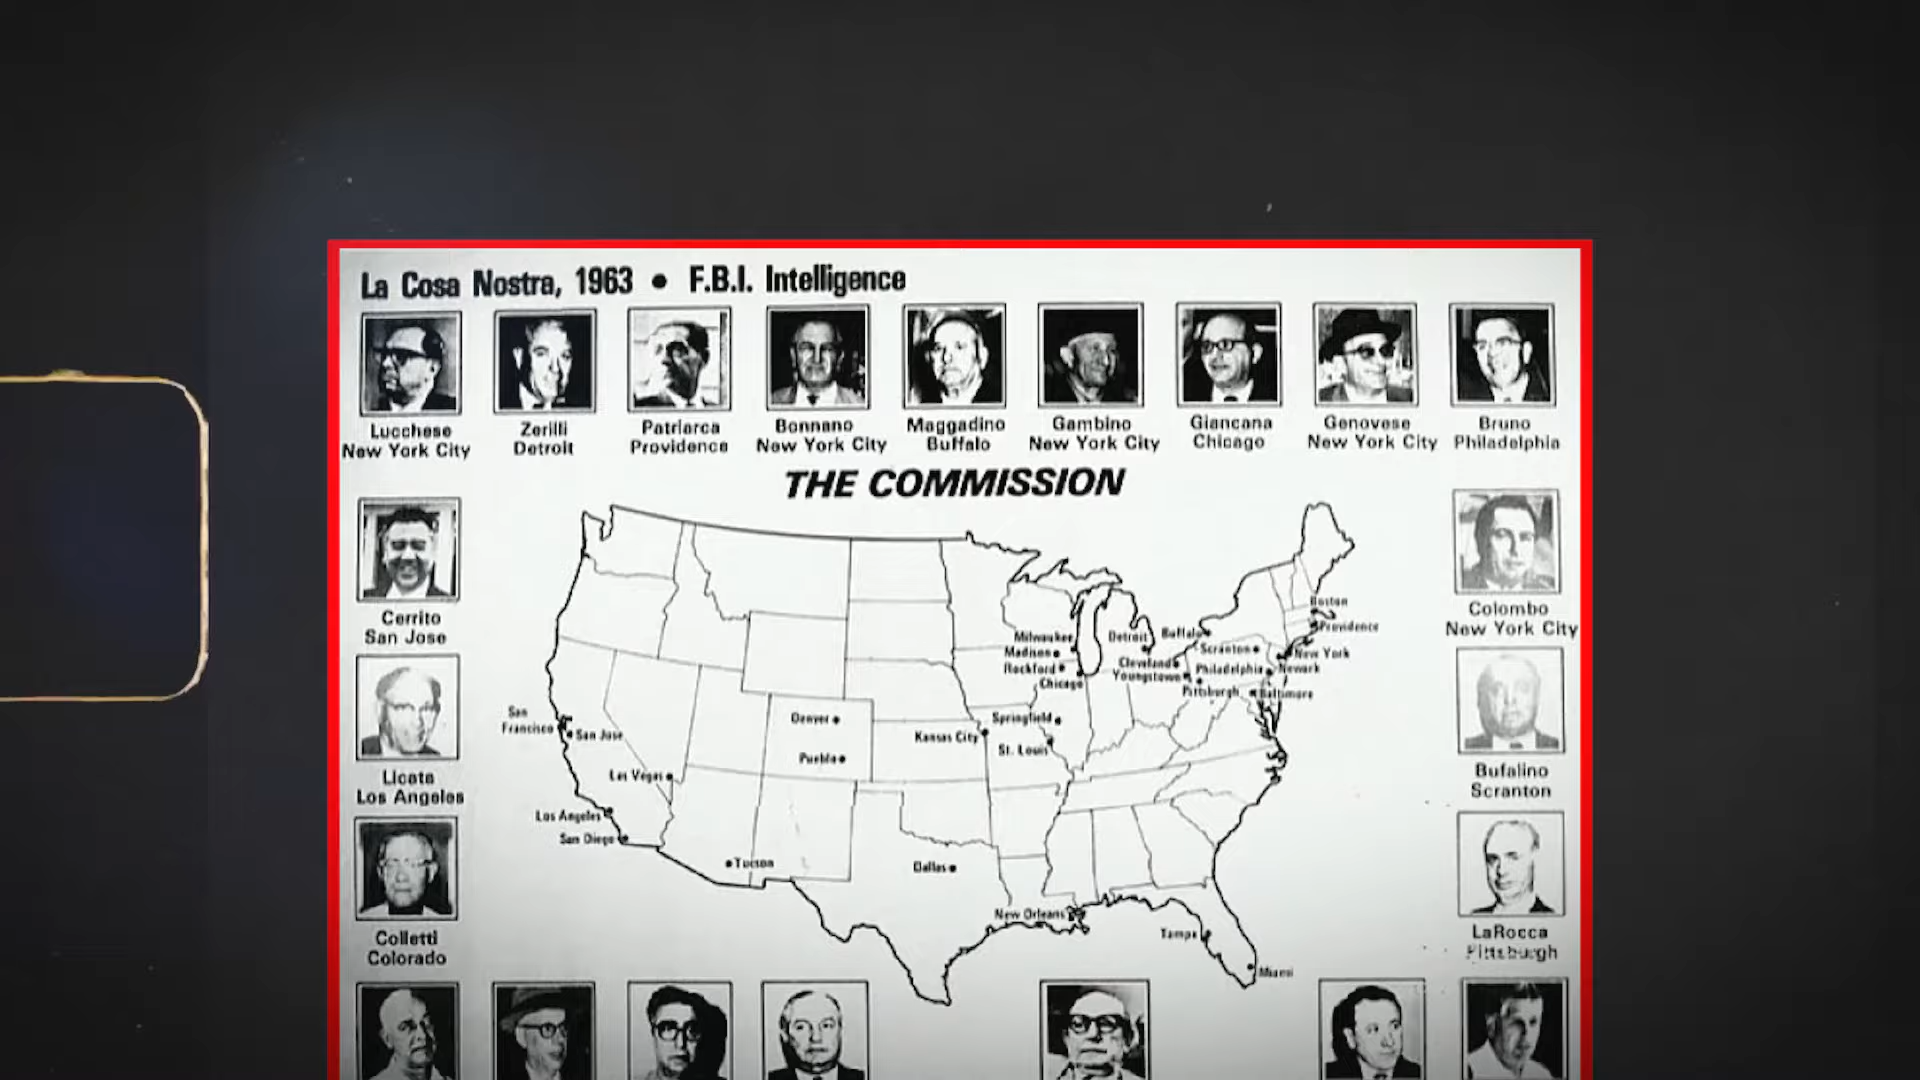 La Cosa Nostra, 1963 • F.B.I. Intelligence
Lucchese
New York City
Zerilli
Detroit
Patriarca
Providence
Bonnano
New York City
Maggadino
Buffalo
Gambino
New York City
Giancana
Chicago
Genovese
New York City
Bruno
Philadelphia
THE COMMISSION
Cerrito
San Jose
Licata
Los Angeles
Colletti
Colorado
Colombo
New York City
Bufalino
Scranton
LaRocca
Pittsburgh
Boston
Providence
Milwaukee
Detroit
Buffalo
Madison
Scranton
New York
Rockford
Cleveland
Philadelphia
Newark
Chicago
Youngstown
Pittsburgh
Baltimore
San
Francisco
San Jose
Denver
Springfield
Kansas City
St. Louis
Pueblo
Las Vegas
Los Angeles
San Diego
Tucson
Dallas
New Orleans
Tampa
Miami